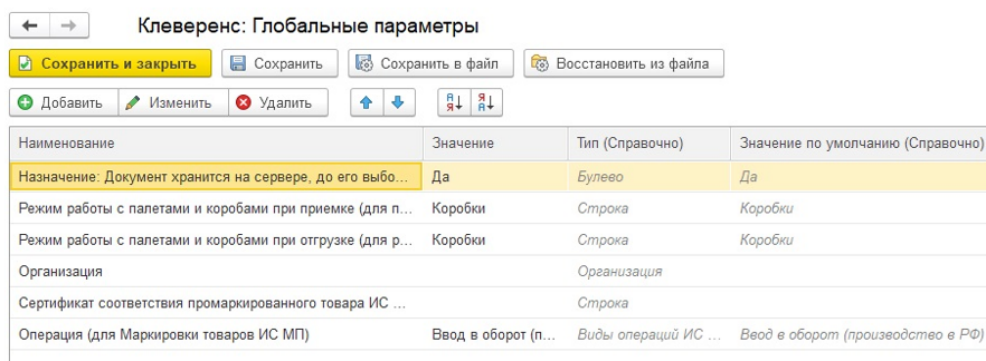 Клеверенс: Глобальные параметры
Сохранить и закрыть Сохранить Сохранить в файл Восстановить из файла
Добавить Изменить Удалить
Наименование Значение Тип (Справочно) Значение по умолчанию (Справочно)
Назначение: Документ хранится на сервере, до его выбо... Да Булево Да
Режим работы с палетами и коробами при приемке (для п... Коробки Строка Коробки
Режим работы с палетами и коробами при отгрузке (для р... Коробки Строка Коробки
Организация Организация
Сертификат соответствия промаркированного товара ИС ... Строка
Операция (для Маркировки товаров ИС МП) Ввод в оборот (п... Виды операций ИС ... Ввод в оборот (производство в РФ)